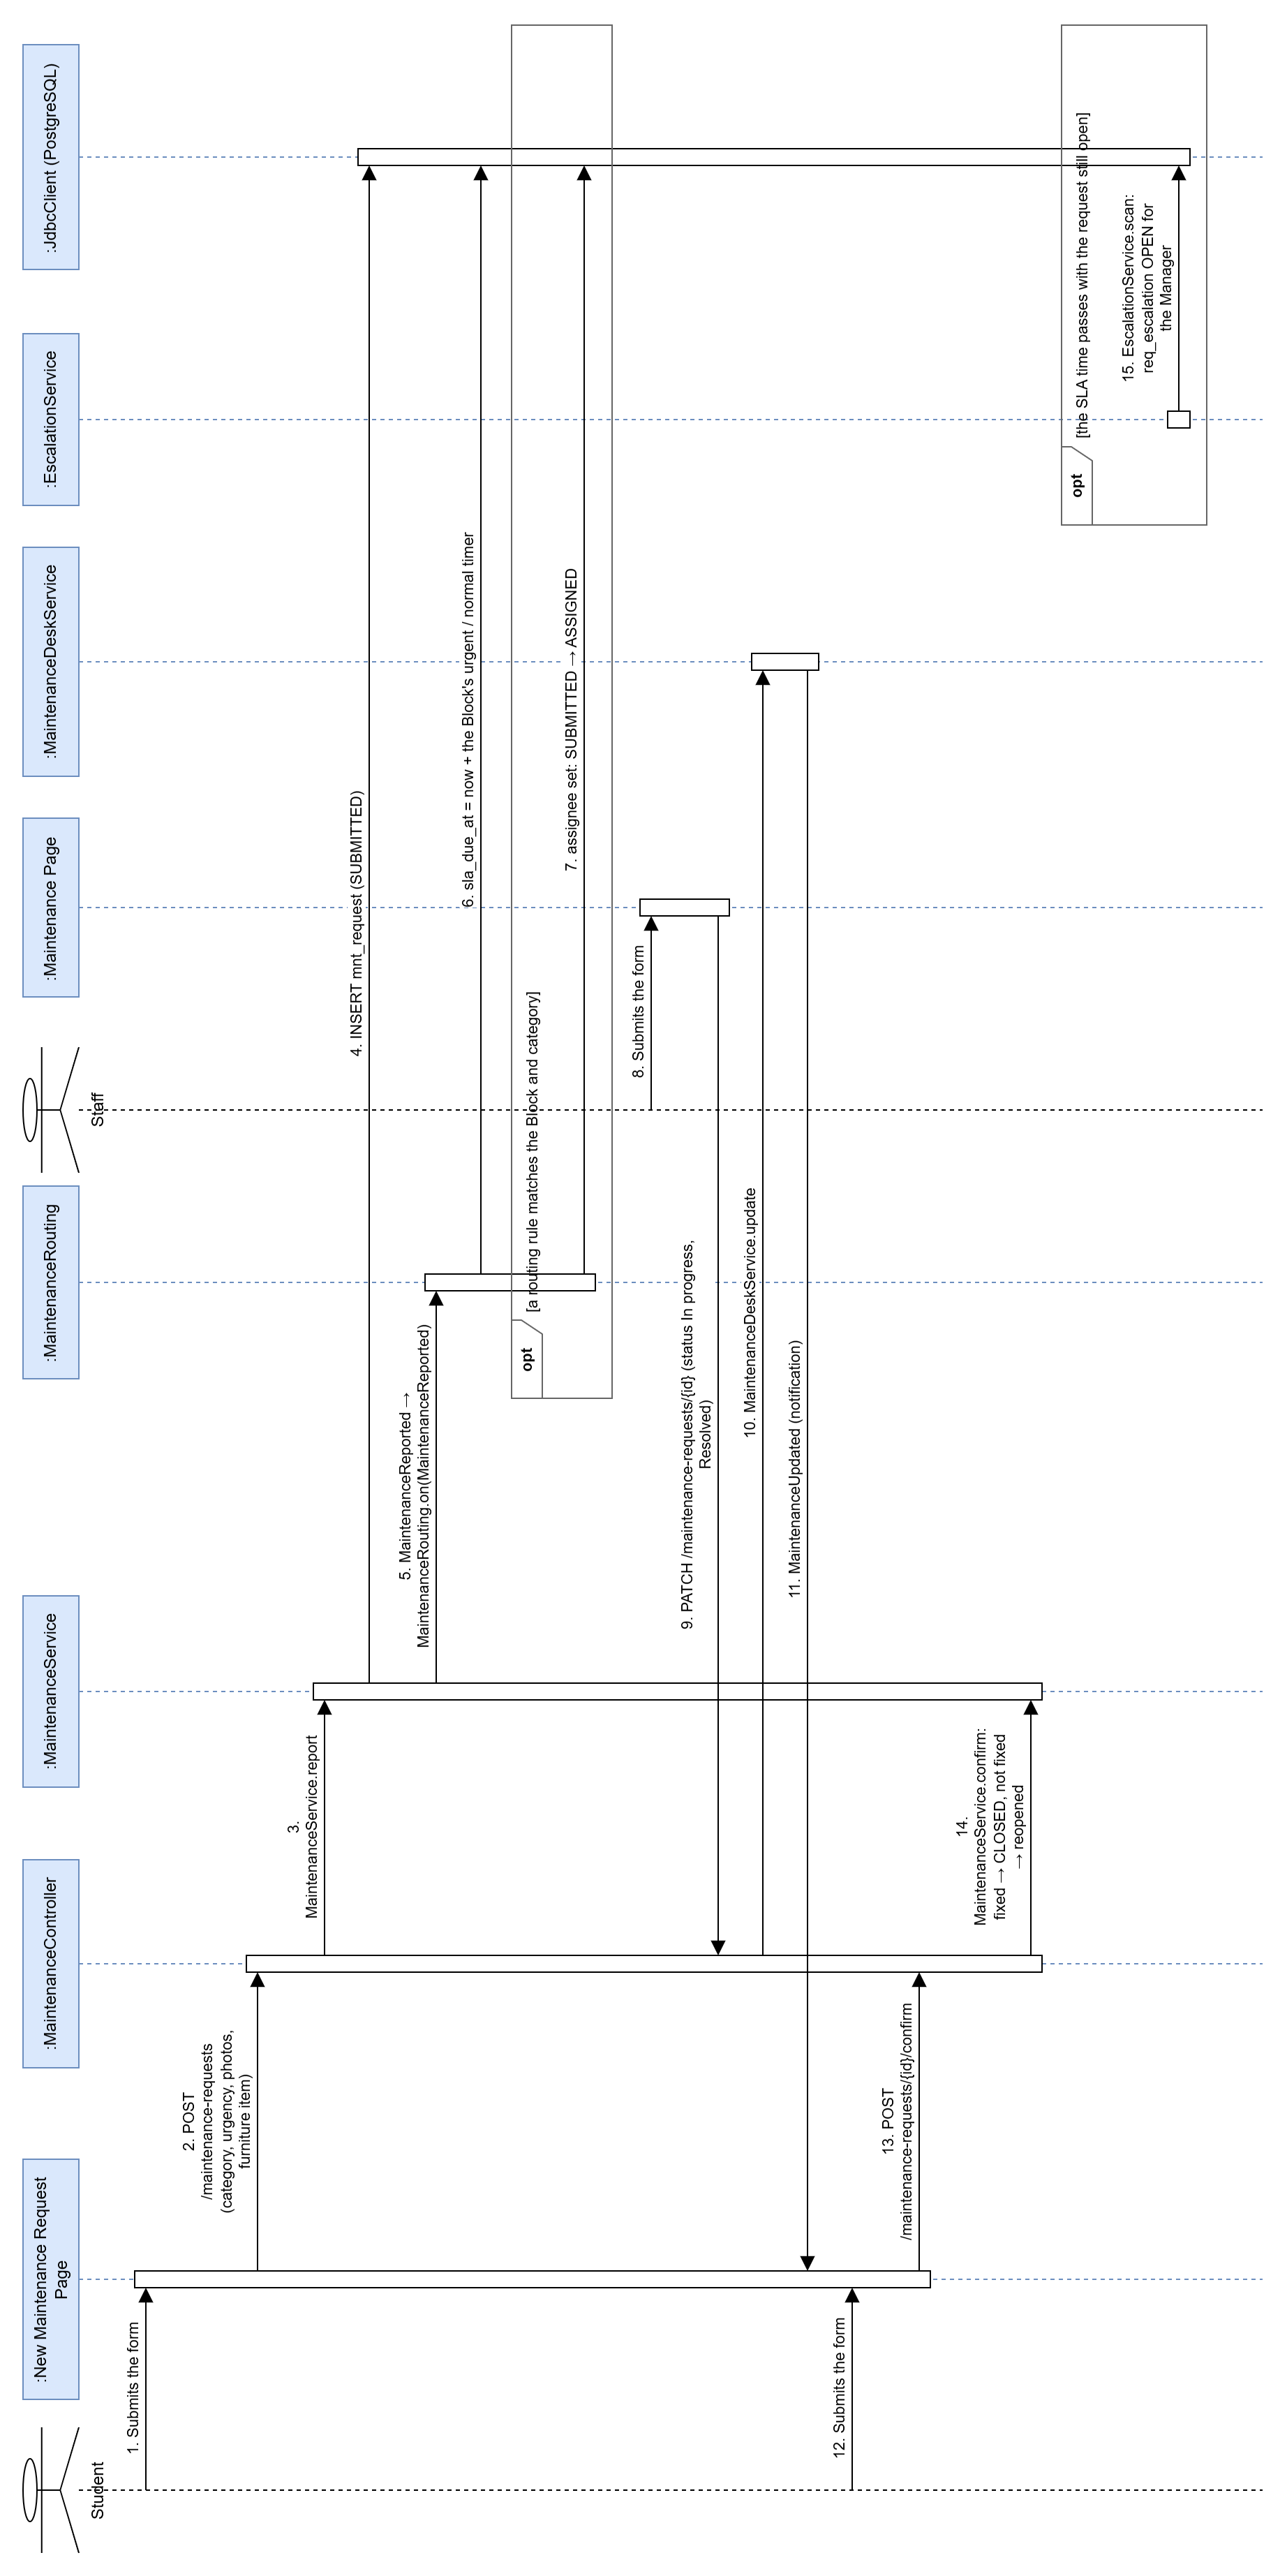 Student
:New Maintenance Request
Page
:MaintenanceController
:MaintenanceService
:MaintenanceRouting
Staff
:Maintenance Page
:MaintenanceDeskService
:EscalationService
:JdbcClient (PostgreSQL)
1. Submits the form
2. POST
/maintenance-requests
(category, urgency, photos,
furniture item)
3.
MaintenanceService.report
4. INSERT mnt_request (SUBMITTED)
5. MaintenanceReported →
MaintenanceRouting.on(MaintenanceReported)
6. sla_due_at = now + the Block's urgent / normal timer
opt
[a routing rule matches the Block and category]
7. assignee set: SUBMITTED → ASSIGNED
8. Submits the form
9. PATCH /maintenance-requests/{id} (status In progress,
Resolved)
10. MaintenanceDeskService.update
11. MaintenanceUpdated (notification)
12. Submits the form
13. POST
/maintenance-requests/{id}/confirm
14.
MaintenanceService.confirm:
fixed → CLOSED, not fixed
→ reopened
opt
[the SLA time passes with the request still open]
15. EscalationService.scan:
req_escalation OPEN for
the Manager